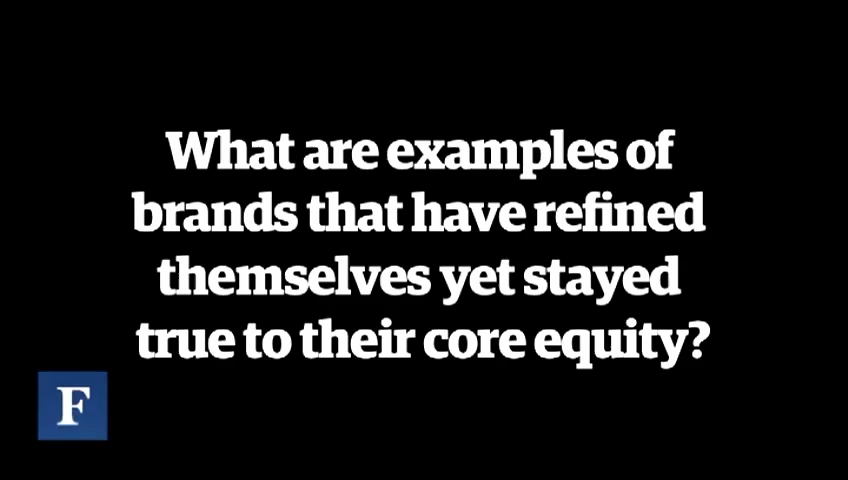 What are examples of
brands that have refined
themselves yet stayed
true to their core equity?
F